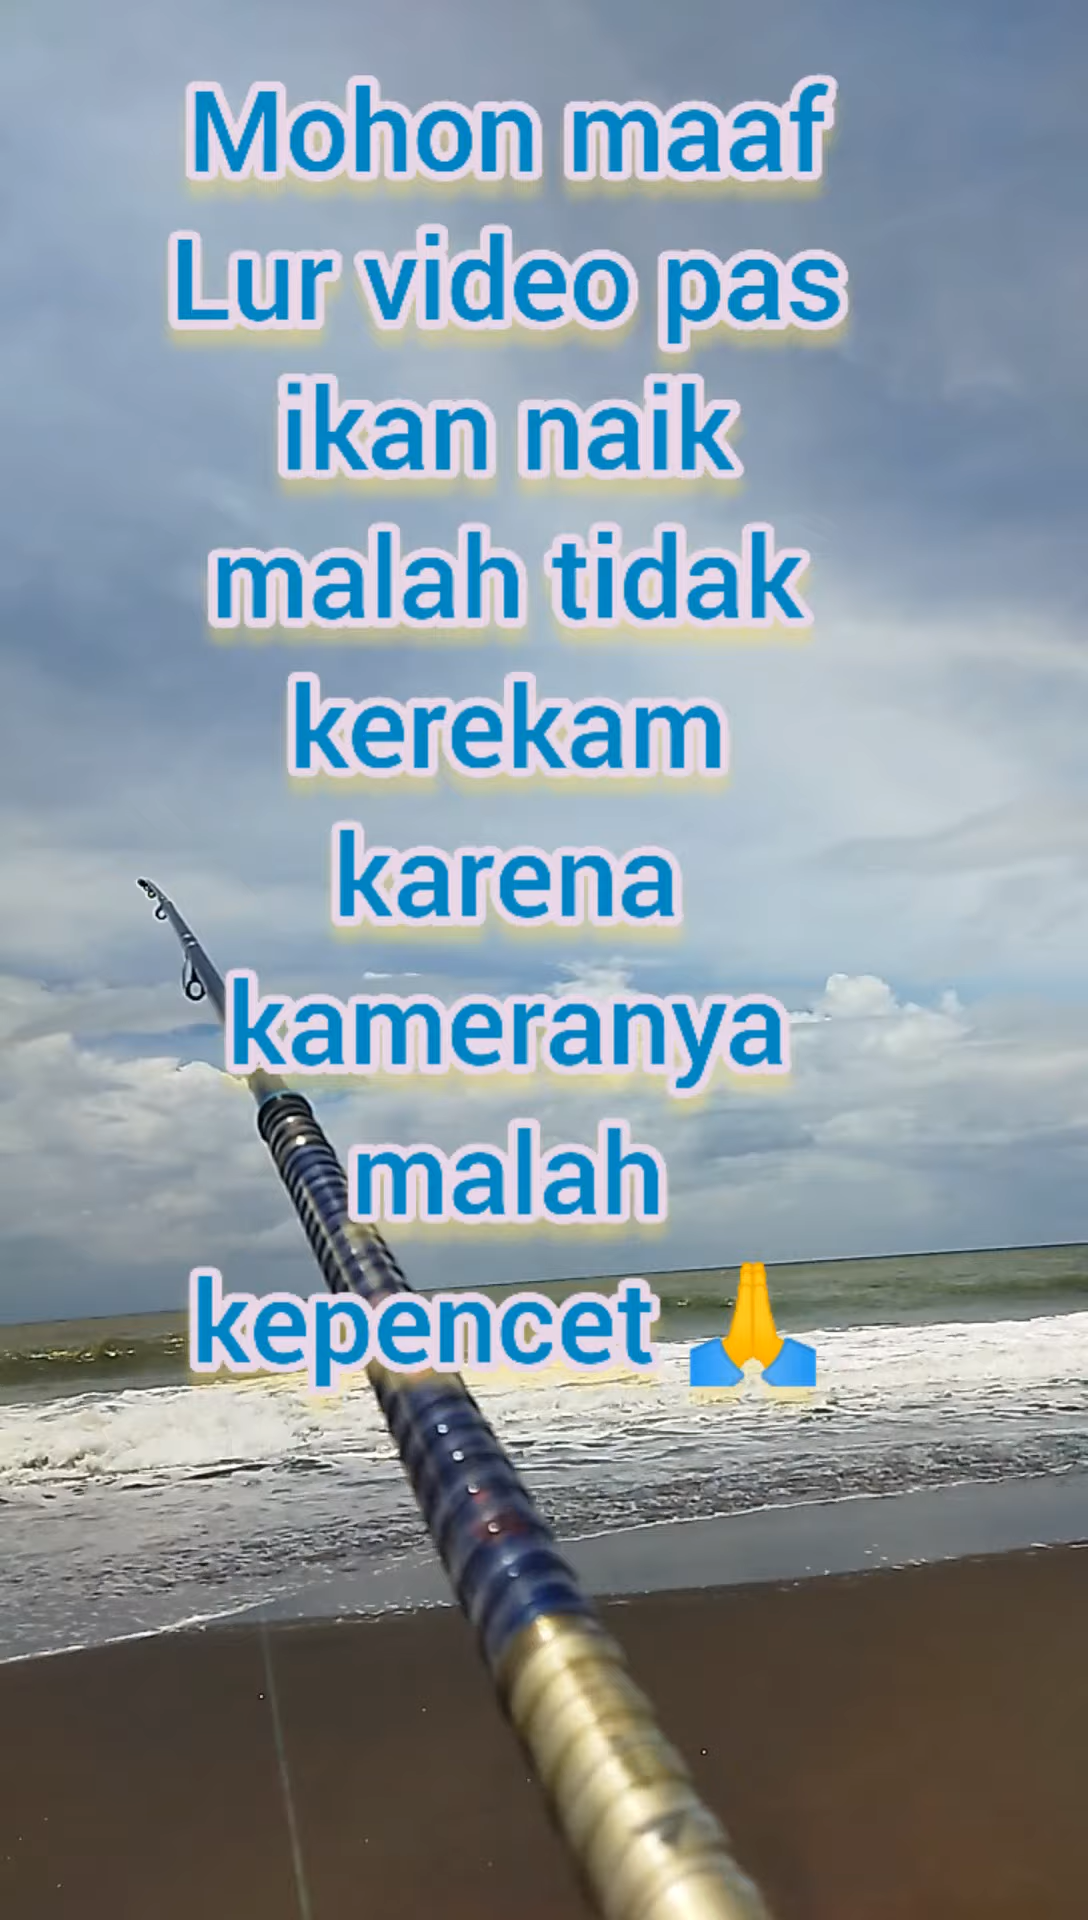 Mohon maaf
Lur video pas
ikan naik
malah tidak
kerekam
karena
kameranya
malah
kepencet 🙏